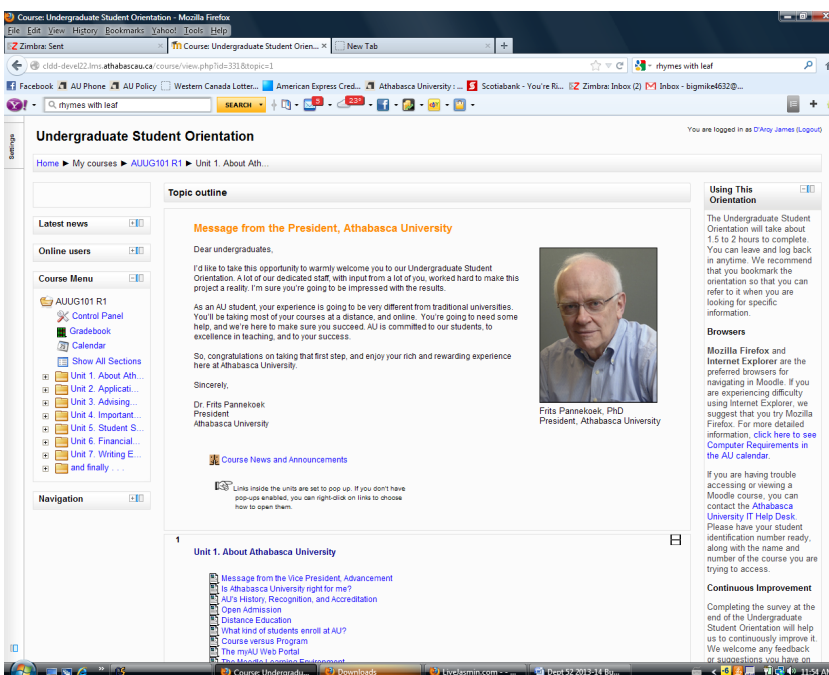 Course: Undergraduate Student Orientation - Mozilla Firefox
File Edit View History Bookmarks Yahoo! Tools Help
Zimbra: Sent
Course: Undergraduate Student Orien...
New Tab
cldd-devel22.lms.athabascau.ca/course/view.php?id=331&topic=1
rhymes with leaf
Facebook AU Phone AU Policy Western Canada Lotter... American Express Cred... Athabasca University : ... Scotiabank - You're Ri... Zimbra: Inbox (2) Inbox - bigmike4632@...
rhymes with leaf SEARCH 5 23°
Settings
Undergraduate Student Orientation
You are logged in as D'Arcy James (Logout)
Home ► My courses ► AUUG101 R1 ► Unit 1. About Ath...
Latest news
Online users
Course Menu
AUUG101 R1
Control Panel
Gradebook
Calendar
Show All Sections
Unit 1. About Ath...
Unit 2. Applicati...
Unit 3. Advising...
Unit 4. Important...
Unit 5. Student S...
Unit 6. Financial...
Unit 7. Writing E...
and finally . . .
Navigation
Topic outline
Message from the President, Athabasca University
Dear undergraduates,
I'd like to take this opportunity to warmly welcome you to our Undergraduate Student
Orientation. A lot of our dedicated staff, with input from a lot of you, worked hard to make this
project a reality. I'm sure you're going to be impressed with the results.
As an AU student, your experience is going to be very different from traditional universities.
You'll be taking most of your courses at a distance, and online. You're going to need some
help, and we're here to make sure you succeed. AU is committed to our students, to
excellence in teaching, and to your success.
So, congratulations on taking that first step, and enjoy your rich and rewarding experience
here at Athabasca University.
Sincerely,
Dr. Frits Pannekoek
President
Athabasca University
Frits Pannekoek, PhD
President, Athabasca University
Course News and Announcements
Links inside the units are set to pop up. If you don't have
pop-ups enabled, you can right-click on links to choose
how to open them.
1
Unit 1. About Athabasca University
Message from the Vice President, Advancement
Is Athabasca University right for me?
AU's History, Recognition, and Accreditation
Open Admission
Distance Education
What kind of students enroll at AU?
Course versus Program
The myAU Web Portal
The Moodle Learning Environment
Using This
Orientation
The Undergraduate Student
Orientation will take about
1.5 to 2 hours to complete.
You can leave and log back
in anytime. We recommend
that you bookmark the
orientation so that you can
refer to it when you are
looking for specific
information.
Browsers
Mozilla Firefox and
Internet Explorer are the
preferred browsers for
navigating in Moodle. If you
are experiencing difficulty
using Internet Explorer, we
suggest that you try Mozilla
Firefox. For more detailed
information, click here to see
Computer Requirements in
the AU calendar.
If you are having trouble
accessing or viewing a
Moodle course, you can
contact the Athabasca
University IT Help Desk.
Please have your student
identification number ready,
along with the name and
number of the course you are
trying to access.
Continuous Improvement
Completing the survey at the
end of the Undergraduate
Student Orientation will help
us to continuously improve it.
We welcome any feedback
or suggestions you have on
Course: Undergradu... Downloads LiveJasmin.com - ... Dept 52 2013-14 Bu... 11:54 AM